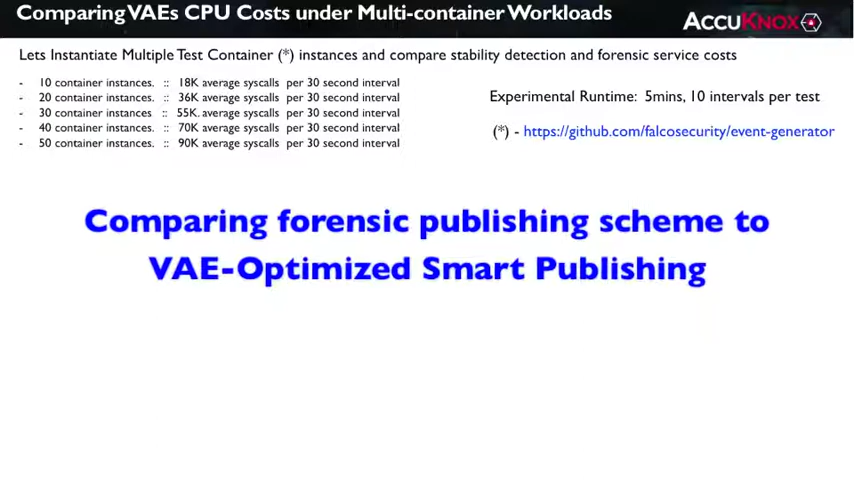 Comparing VAEs CPU Costs under Multi-container Workloads
ACCUKNOX
Lets Instantiate Multiple Test Container (*) instances and compare stability detection and forensic service costs
- 10 container instances. :: 18K average syscalls per 30 second interval
- 20 container instances. :: 36K average syscalls per 30 second interval
- 30 container instances :: 55K. average syscalls per 30 second interval
- 40 container instances. :: 70K average syscalls per 30 second interval
- 50 container instances. :: 90K average syscalls per 30 second interval
Experimental Runtime: 5mins, 10 intervals per test
(*) - https://github.com/falcosecurity/event-generator
Comparing forensic publishing scheme to
VAE-Optimized Smart Publishing